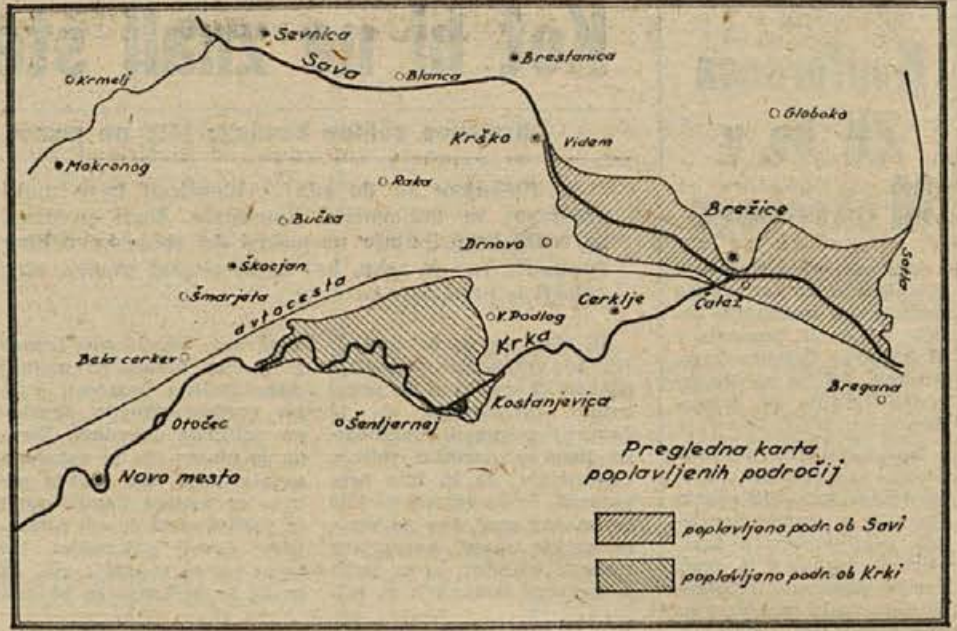 Sevnica
Sava
Brestanica
Krmelj
Blanca
Globoko
Krško
Videm
Mokronog
Raka
Brežice
Bučka
Drnovo
Škocjan
Sotla
Šmarjeta
avtocesta
Cerklje
Čatež
V. Podlog
Krka
Bela cerkev
Bregana
Kostanjevica
Otočec
Šentjernej
Pregledna karta
poplavljenih področij
Novo mesto
poplavljeno podr. ob Savi
poplavljeno podr. ob Krki